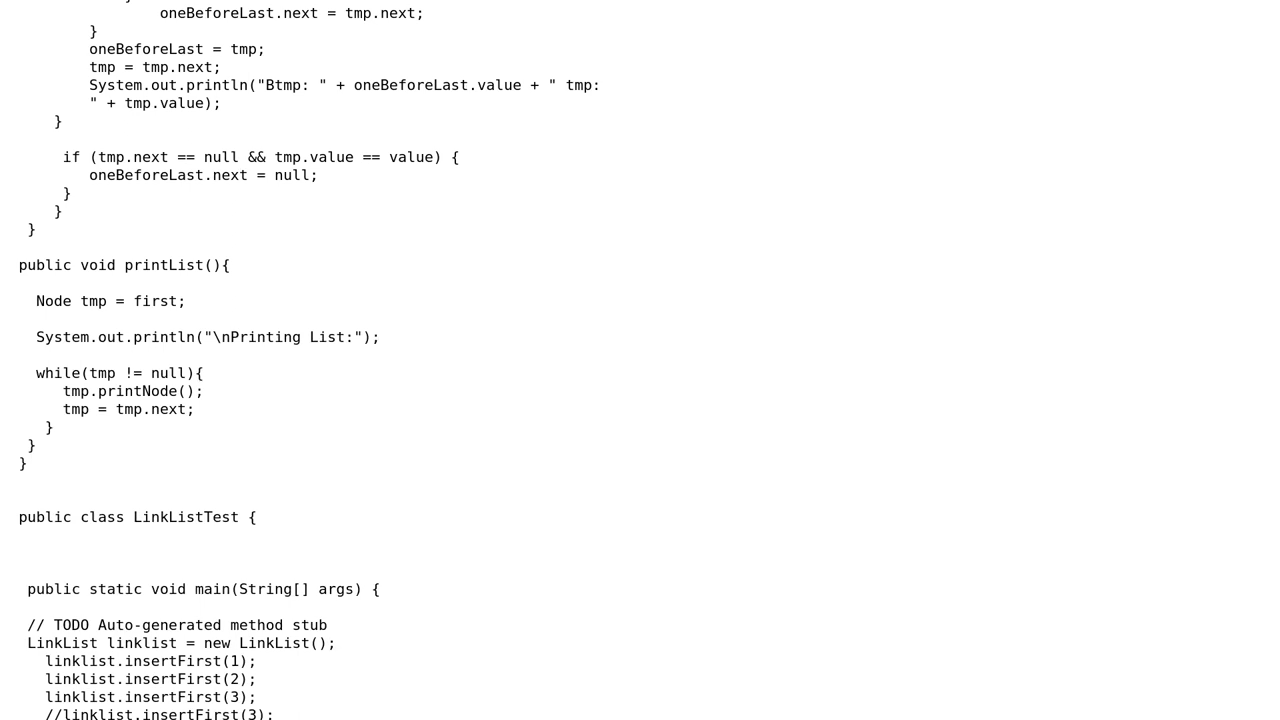 }
oneBeforeLast.next = tmp.next;
}
oneBeforeLast = tmp;
tmp = tmp.next;
System.out.println("Btmp: " + oneBeforeLast.value + " tmp:
" + tmp.value);
}
if (tmp.next == null && tmp.value == value) {
oneBeforeLast.next = null;
}
}
}
public void printList(){
Node tmp = first;
System.out.println("\nPrinting List:");
while(tmp != null){
tmp.printNode();
tmp = tmp.next;
}
}
}
public class LinkListTest {
public static void main(String[] args) {
// TODO Auto-generated method stub
LinkList linklist = new LinkList();
linklist.insertFirst(1);
linklist.insertFirst(2);
linklist.insertFirst(3);
//linklist.insertFirst(3);